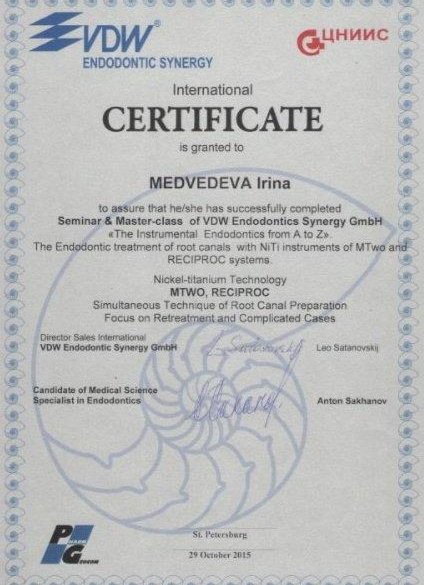 VDW®
ENDODONTIC SYNERGY
ЦНИИС
International
CERTIFICATE
is granted to
MEDVEDEVA Irina
to assure that he/she has successfully completed
Seminar & Master-class of VDW Endodontics Synergy GmbH
«The Instrumental Endodontics from A to Z».
The Endodontic treatment of root canals with NiTi instruments of MTwo and
RECIPROC systems.
Nickel-titanium Technology
MTWO, RECIPROC
Simultaneous Technique of Root Canal Preparation
Focus on Retreatment and Complicated Cases
Director Sales International
VDW Endodontic Synergy GmbH
Leo Satanovskij
Candidate of Medical Science
Specialist in Endodontics
Anton Sakhanov
P
G
St. Petersburg
29 October 2015